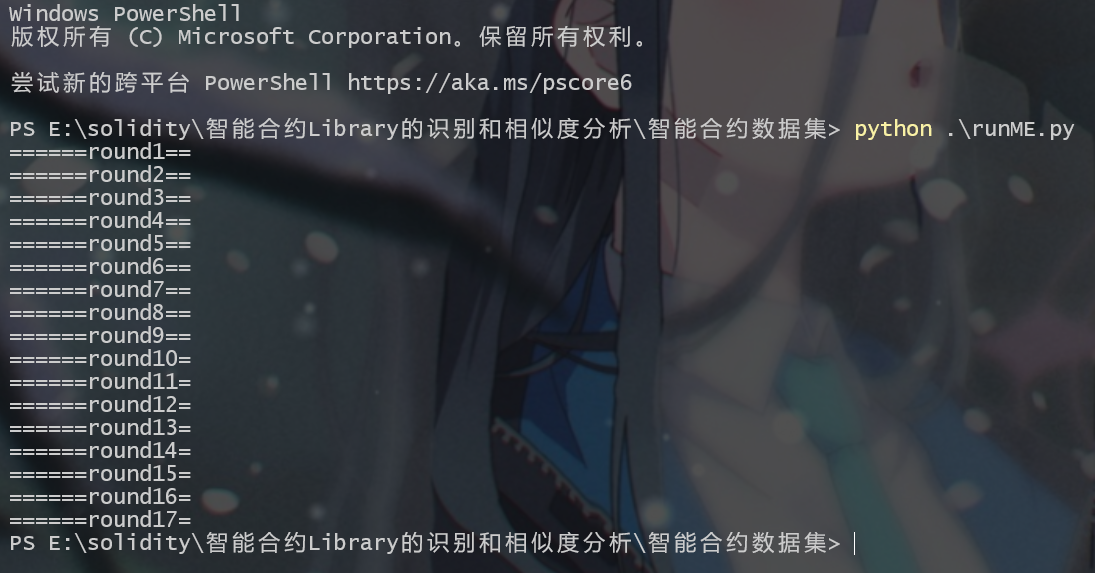 Windows PowerShell
版权所有 (C) Microsoft Corporation。保留所有权利。
尝试新的跨平台 PowerShell https://aka.ms/pscore6
PS E:\solidity\智能合约Library的识别和相似度分析\智能合约数据集> python .\runME.py
======round1==
======round2==
======round3==
======round4==
======round5==
======round6==
======round7==
======round8==
======round9==
======round10=
======round11=
======round12=
======round13=
======round14=
======round15=
======round16=
======round17=
PS E:\solidity\智能合约Library的识别和相似度分析\智能合约数据集>